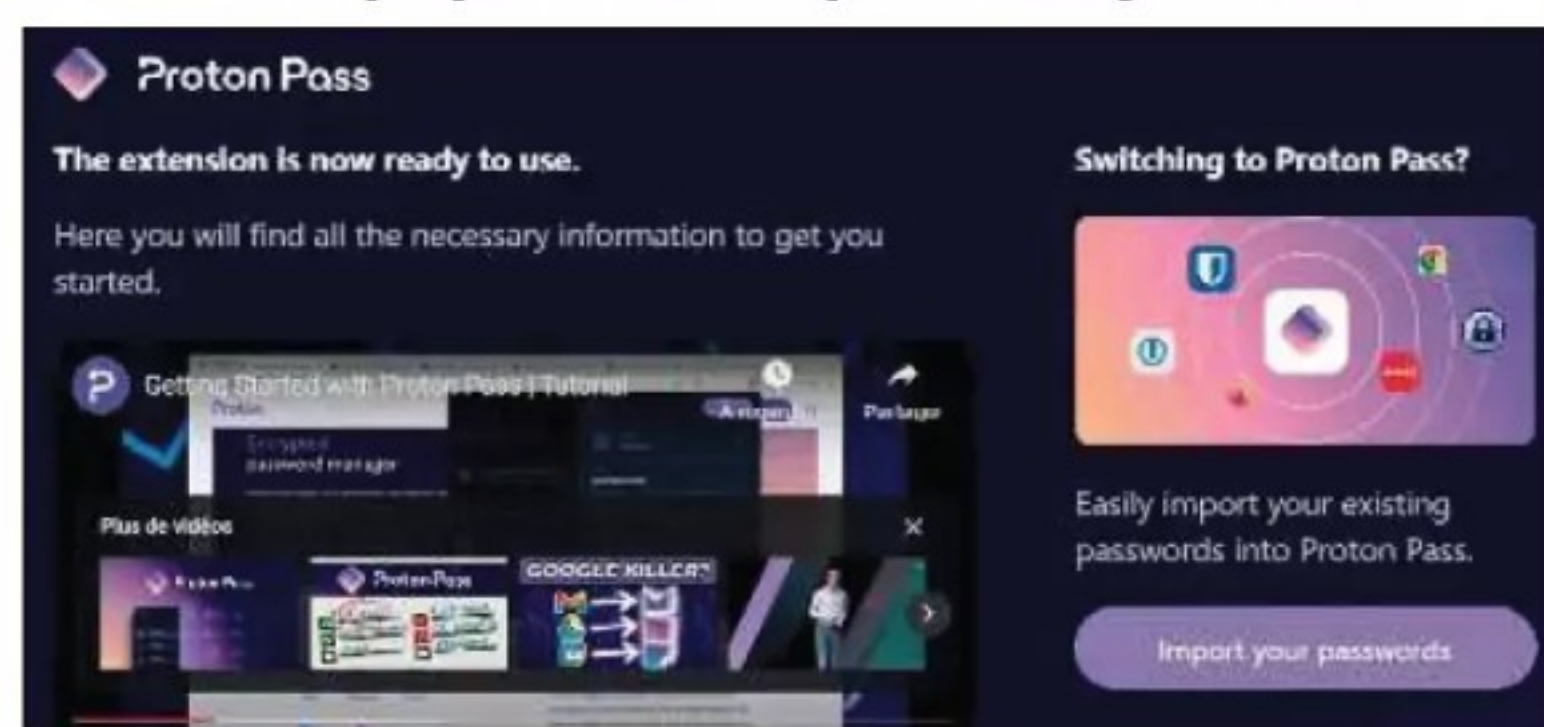 Proton Pass
The extension is now ready to use.
Here you will find all the necessary information to get you
started.
Getting Started with Proton Pass | Tutorial
Partager
Proton
Encrypted
password manager
Plus de vidéos
Proton Pass
GOOGLE KILLER?
Switching to Proton Pass?
Easily import your existing
passwords into Proton Pass.
Import your passwords